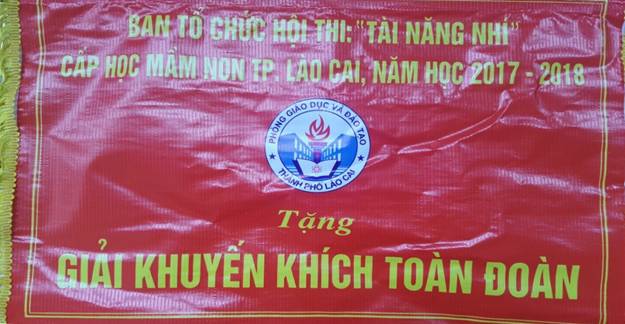 BAN TỔ CHỨC HỘI THI: "TÀI NĂNG NHÍ"
CẤP HỌC MẦM NON TP. LÀO CAI, NĂM HỌC 2017 - 2018
PHÒNG GIÁO DỤC VÀ ĐÀO TẠO
THÀNH PHỐ LÀO CAI
Tặng
GIẢI KHUYẾN KHÍCH TOÀN ĐOÀN